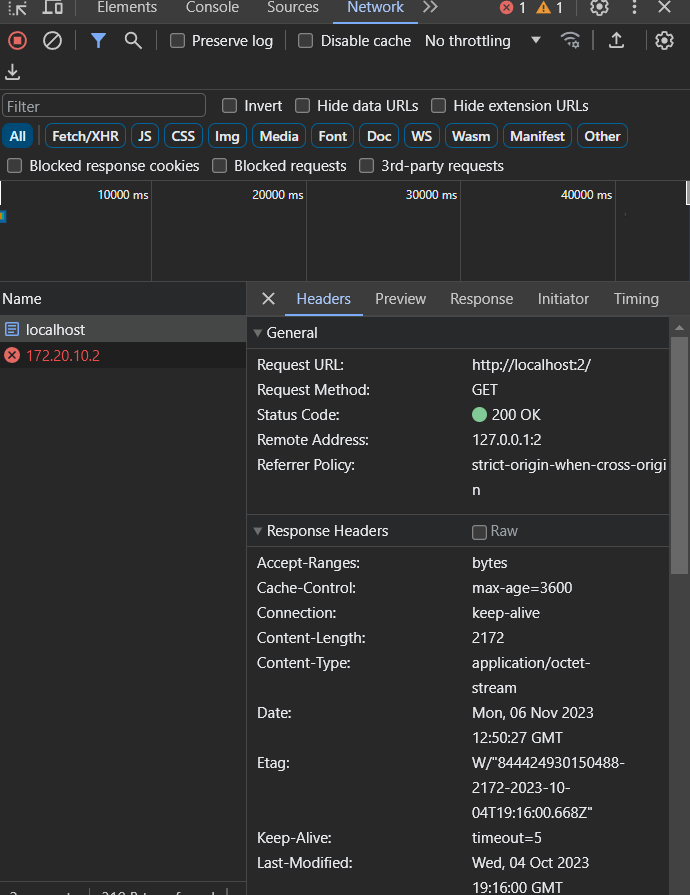 Elements Console Sources Network 1 1
Preserve log Disable cache No throttling
Filter Invert Hide data URLs Hide extension URLs
All Fetch/XHR JS CSS Img Media Font Doc WS Wasm Manifest Other
Blocked response cookies Blocked requests 3rd-party requests
10000 ms 20000 ms 30000 ms 40000 ms
Name
localhost
172.20.10.2
Headers Preview Response Initiator Timing
General
Request URL: http://localhost:2/
Request Method: GET
Status Code: 200 OK
Remote Address: 127.0.0.1:2
Referrer Policy: strict-origin-when-cross-origi
n
Response Headers Raw
Accept-Ranges: bytes
Cache-Control: max-age=3600
Connection: keep-alive
Content-Length: 2172
Content-Type: application/octet-
stream
Date: Mon, 06 Nov 2023
12:50:27 GMT
Etag: W/"844424930150488-
2172-2023-10-
04T19:16:00.668Z"
Keep-Alive: timeout=5
Last-Modified: Wed, 04 Oct 2023
19:16:00 GMT